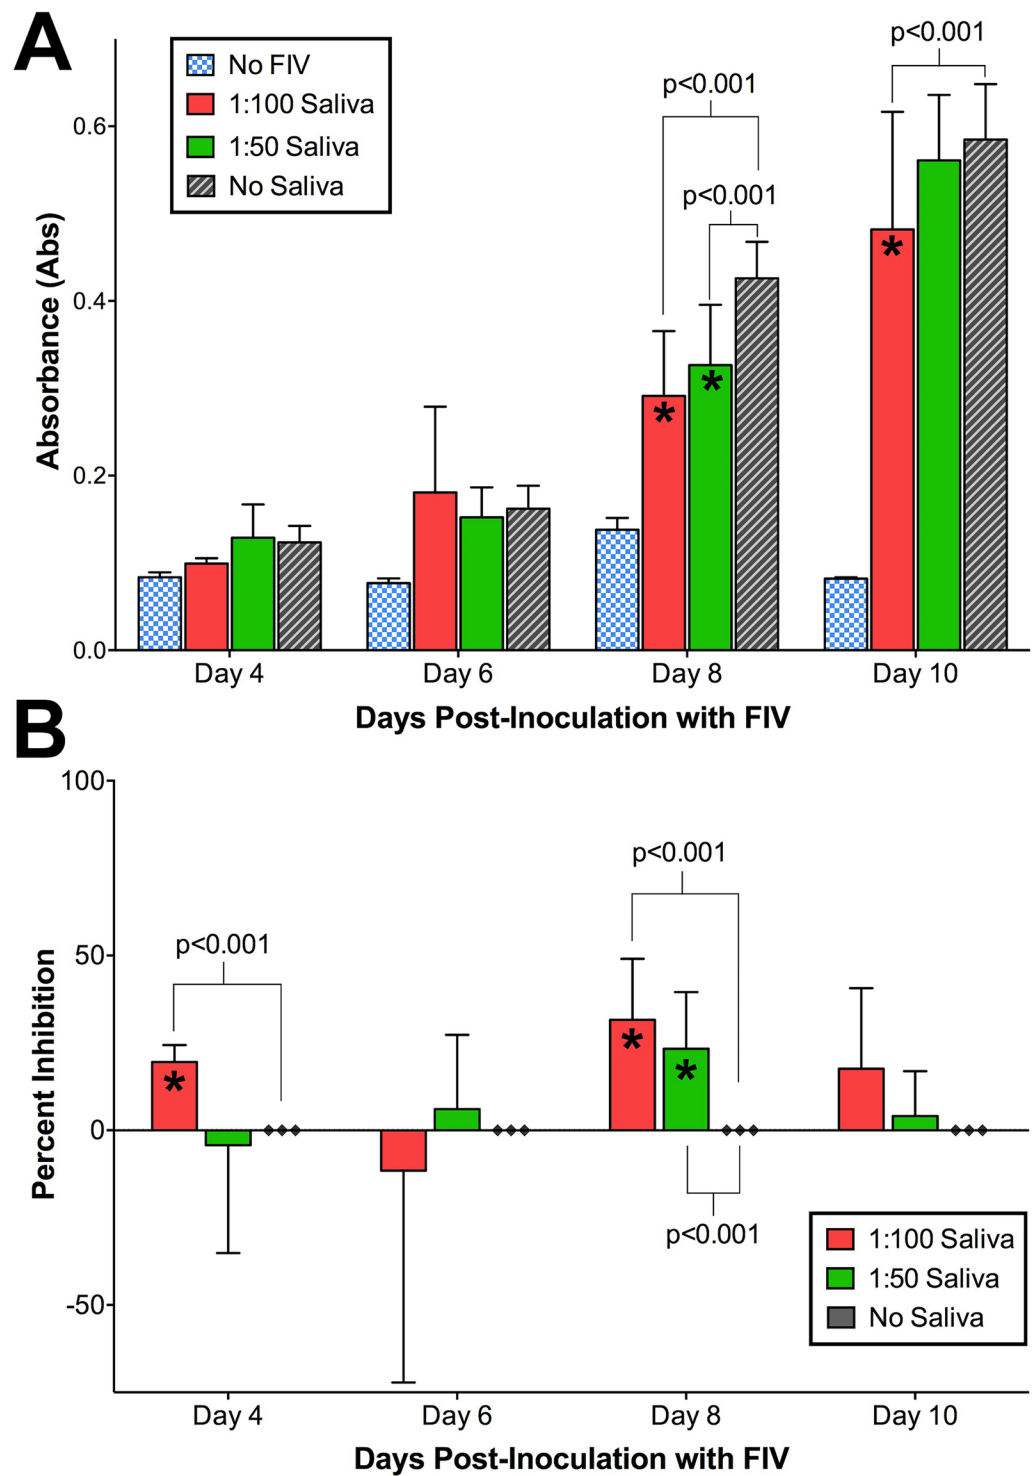 A
No FIV
1:100 Saliva
1:50 Saliva
No Saliva
p<0.001
p<0.001
p<0.001
Absorbance (Abs)
0.6
0.4
0.2
0.0
*
*
*
Day 4
Day 6
Day 8
Day 10
Days Post-Inoculation with FIV
B
Percent Inhibition
100
50
0
-50
p<0.001
p<0.001
p<0.001
*
*
*
1:100 Saliva
1:50 Saliva
No Saliva
Day 4
Day 6
Day 8
Day 10
Days Post-Inoculation with FIV